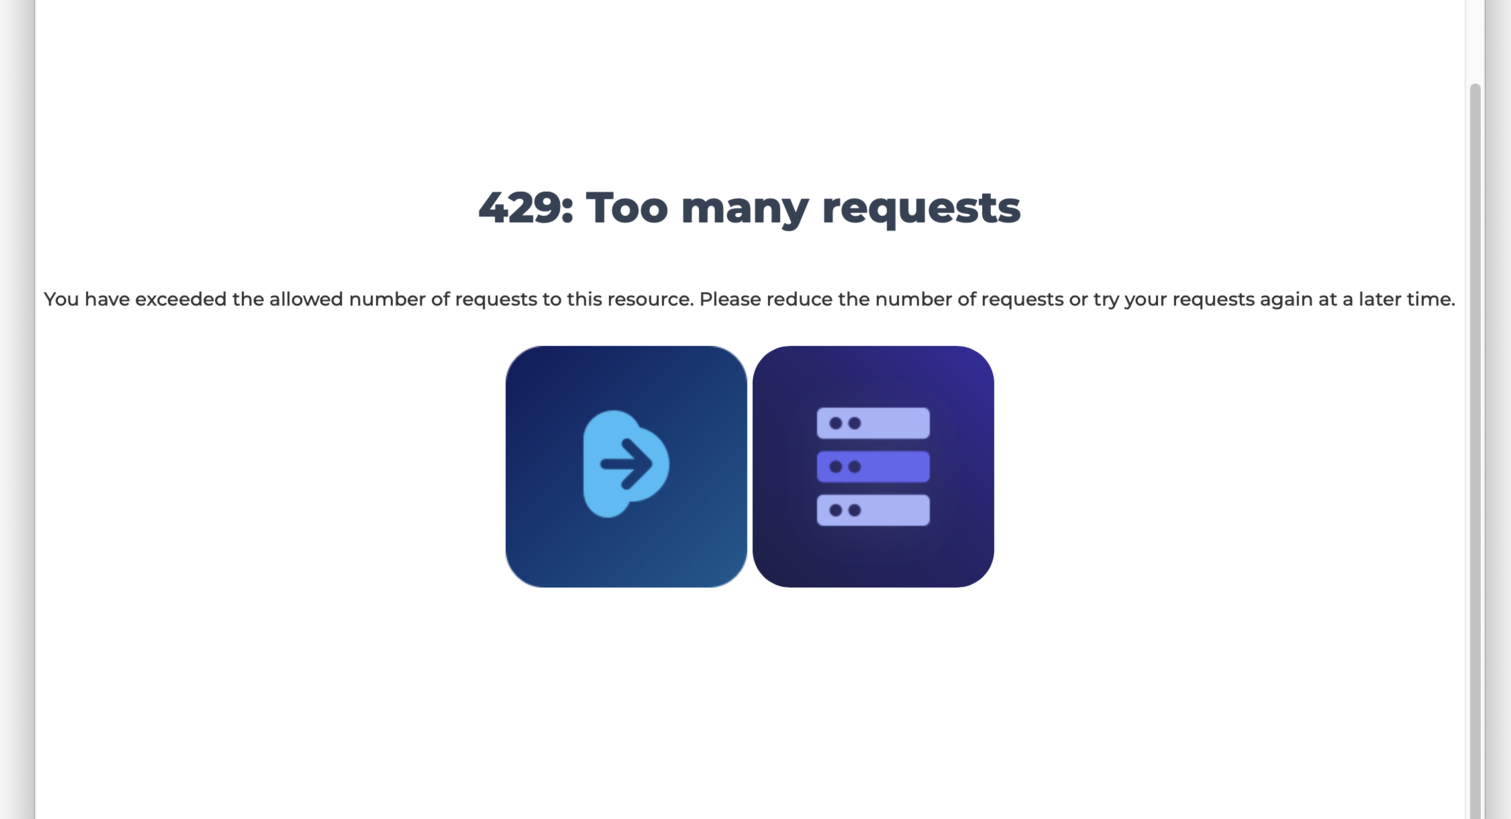 429: Too many requests
You have exceeded the allowed number of requests to this resource. Please reduce the number of requests or try your requests again at a later time.